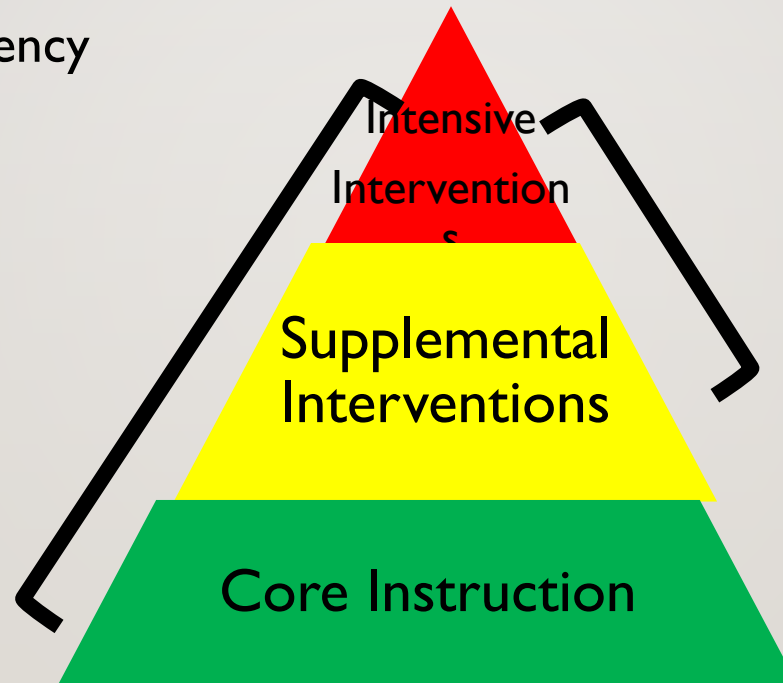 ency
Intensive
Intervention
s
Supplemental
Interventions
Core Instruction